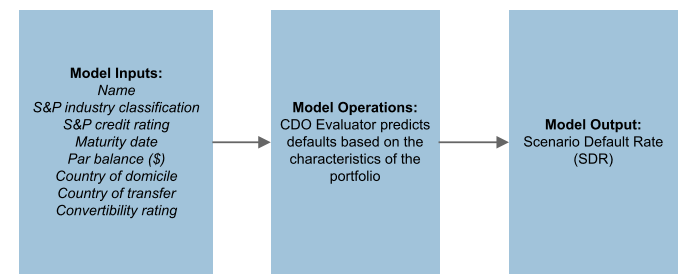 Model Inputs:
Name
S&P industry classification
S&P credit rating
Maturity date
Par balance ($)
Country of domicile
Country of transfer
Convertibility rating
Model Operations:
CDO Evaluator predicts
defaults based on the
characteristics of the
portfolio
Model Output:
Scenario Default Rate
(SDR)